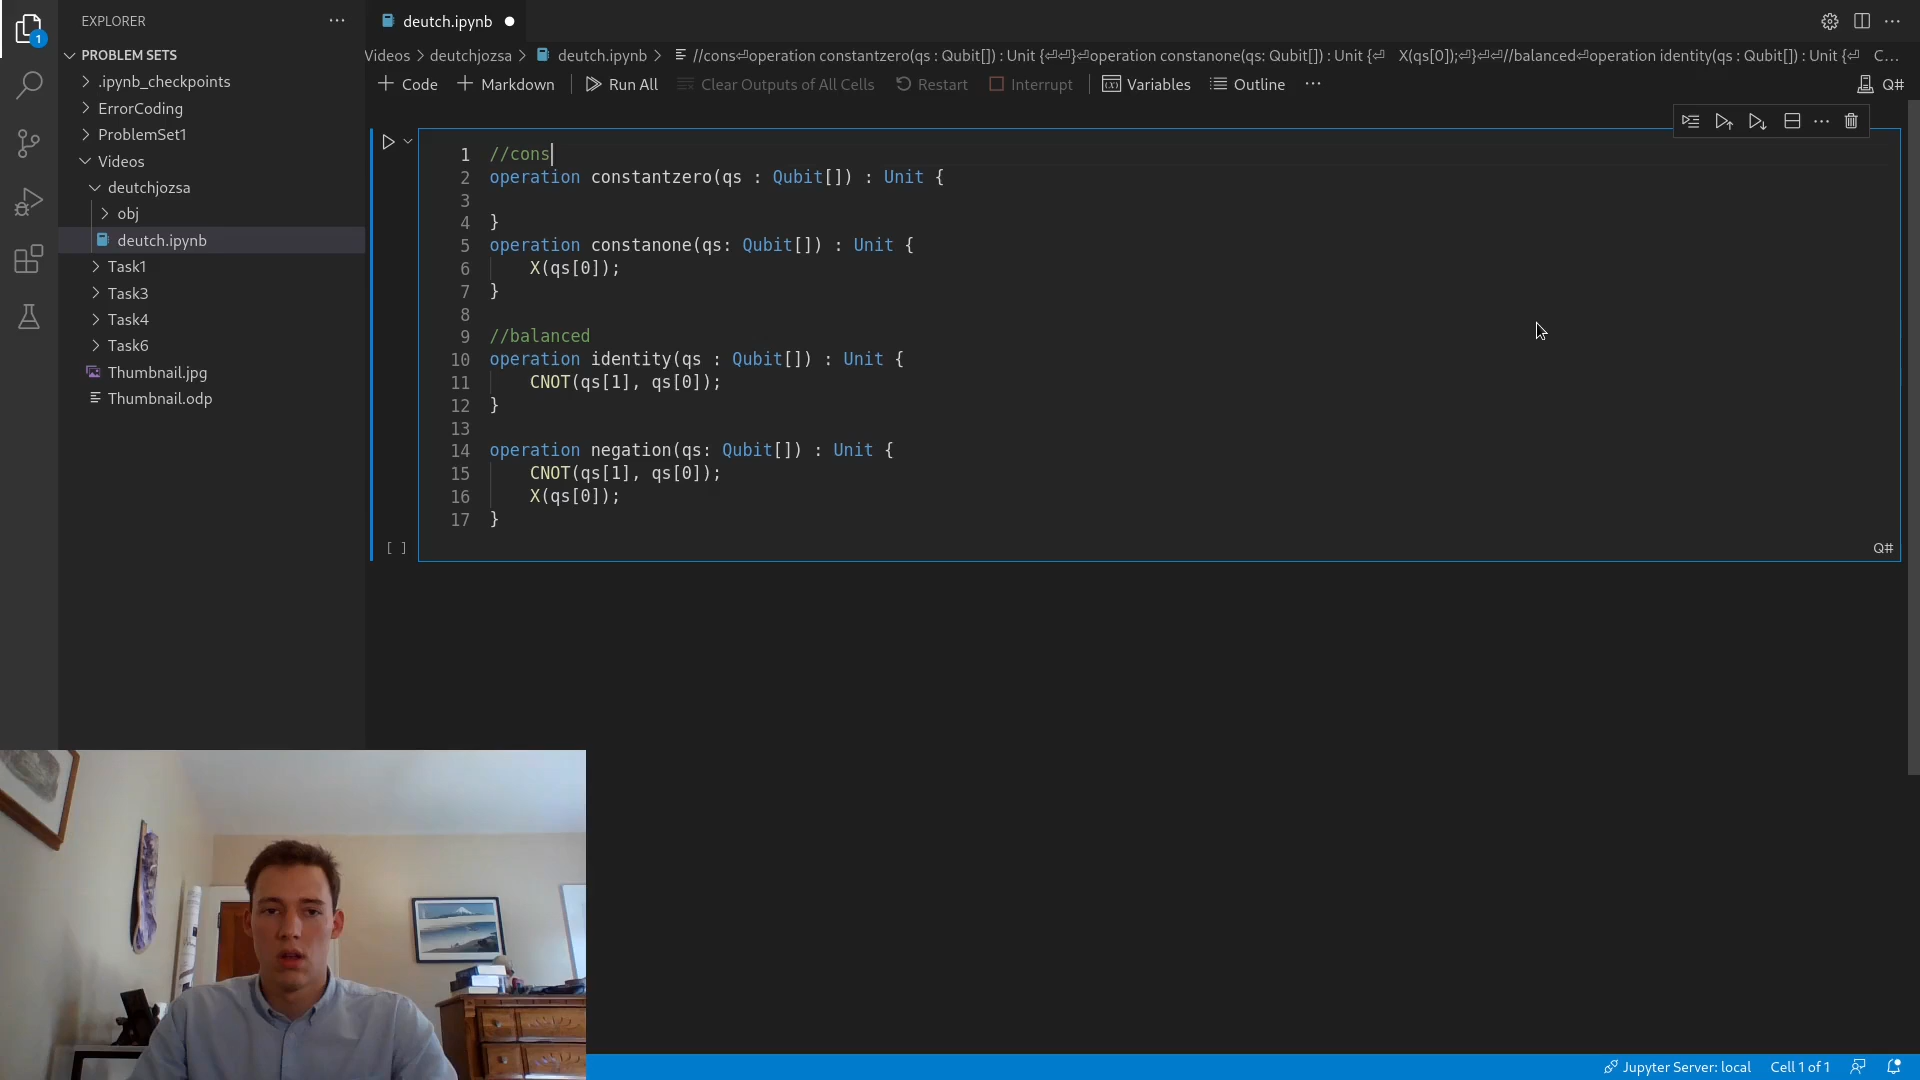 EXPLORER
PROBLEM SETS
.ipynb_checkpoints
ErrorCoding
ProblemSet1
Videos
deutchjozsa
obj
deutch.ipynb
Task1
Task3
Task4
Task6
Thumbnail.jpg
Thumbnail.odp
1
deutch.ipynb
Videos > deutchjozsa > deutch.ipynb > //cons⏎operation constantzero(qs : Qubit[]) : Unit {⏎⏎}⏎operation constanone(qs: Qubit[]) : Unit {⏎ X(qs[0]);⏎}⏎⏎//balanced⏎operation identity(qs : Qubit[]) : Unit {⏎ C...
Code Markdown Run All Clear Outputs of All Cells Restart Interrupt Variables Outline ... Q#
1 //cons
2 operation constantzero(qs : Qubit[]) : Unit {
3
4 }
5 operation constanone(qs: Qubit[]) : Unit {
6 X(qs[0]);
7 }
8
9 //balanced
10 operation identity(qs : Qubit[]) : Unit {
11 CNOT(qs[1], qs[0]);
12 }
13
14 operation negation(qs: Qubit[]) : Unit {
15 CNOT(qs[1], qs[0]);
16 X(qs[0]);
17 }
[ ] Q#
Jupyter Server: local Cell 1 of 1